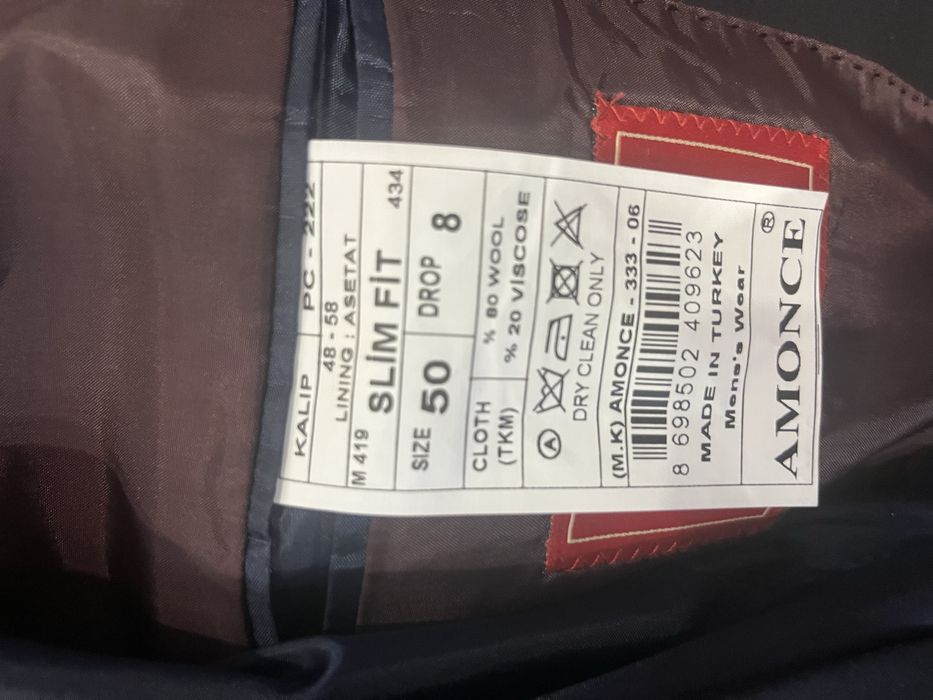 KALIP PC - 222
48 - 58
LINING : ASETAT
M 419 SLİM FİT 434
SIZE 50 DROP 8
CLOTH % 80 WOOL
(TKM) % 20 VISCOSE
A
DRY CLEAN ONLY
(M.K) AMONCE - 333 - 06
8 698502 409623
MADE IN TURKEY
Mens's Wear
AMONCE ®